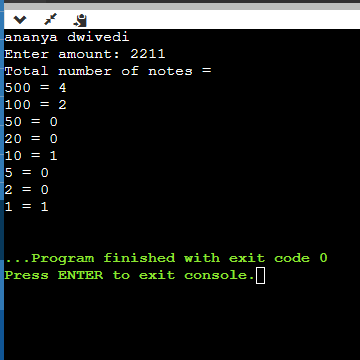 ananya dwivedi
Enter amount: 2211
Total number of notes =
500 = 4
100 = 2
50 = 0
20 = 0
10 = 1
5 = 0
2 = 0
1 = 1
...Program finished with exit code 0
Press ENTER to exit console.